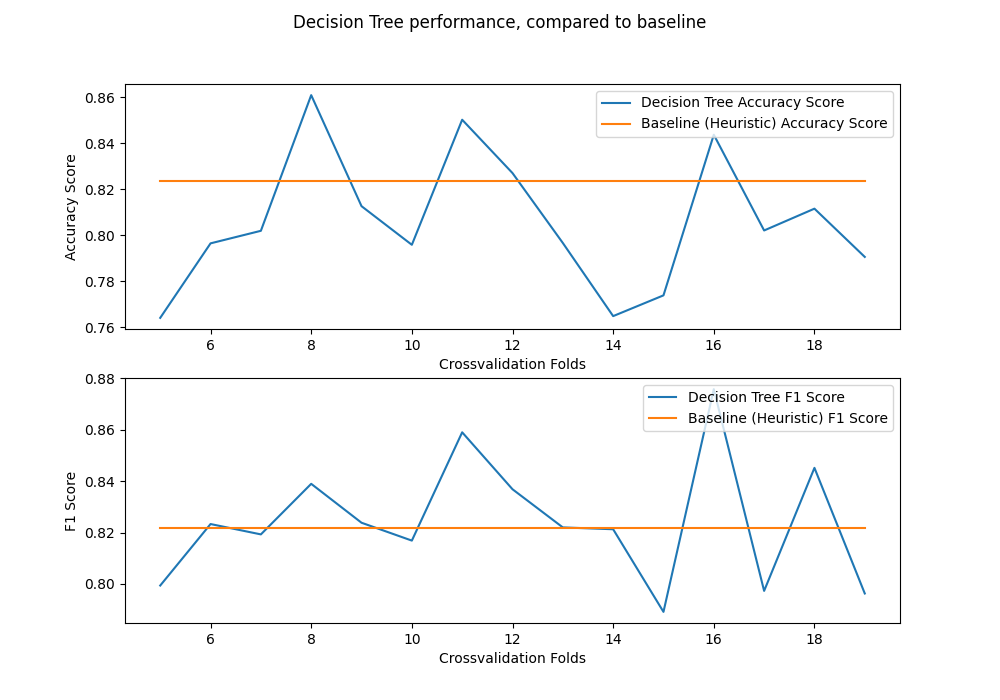 Decision Tree performance, compared to baseline
0.86
0.84
0.82
0.80
0.78
0.76
Accuracy Score
Decision Tree Accuracy Score
Baseline (Heuristic) Accuracy Score
6 8 10 12 14 16 18
Crossvalidation Folds
0.88
0.86
0.84
0.82
0.80
F1 Score
Decision Tree F1 Score
Baseline (Heuristic) F1 Score
6 8 10 12 14 16 18
Crossvalidation Folds